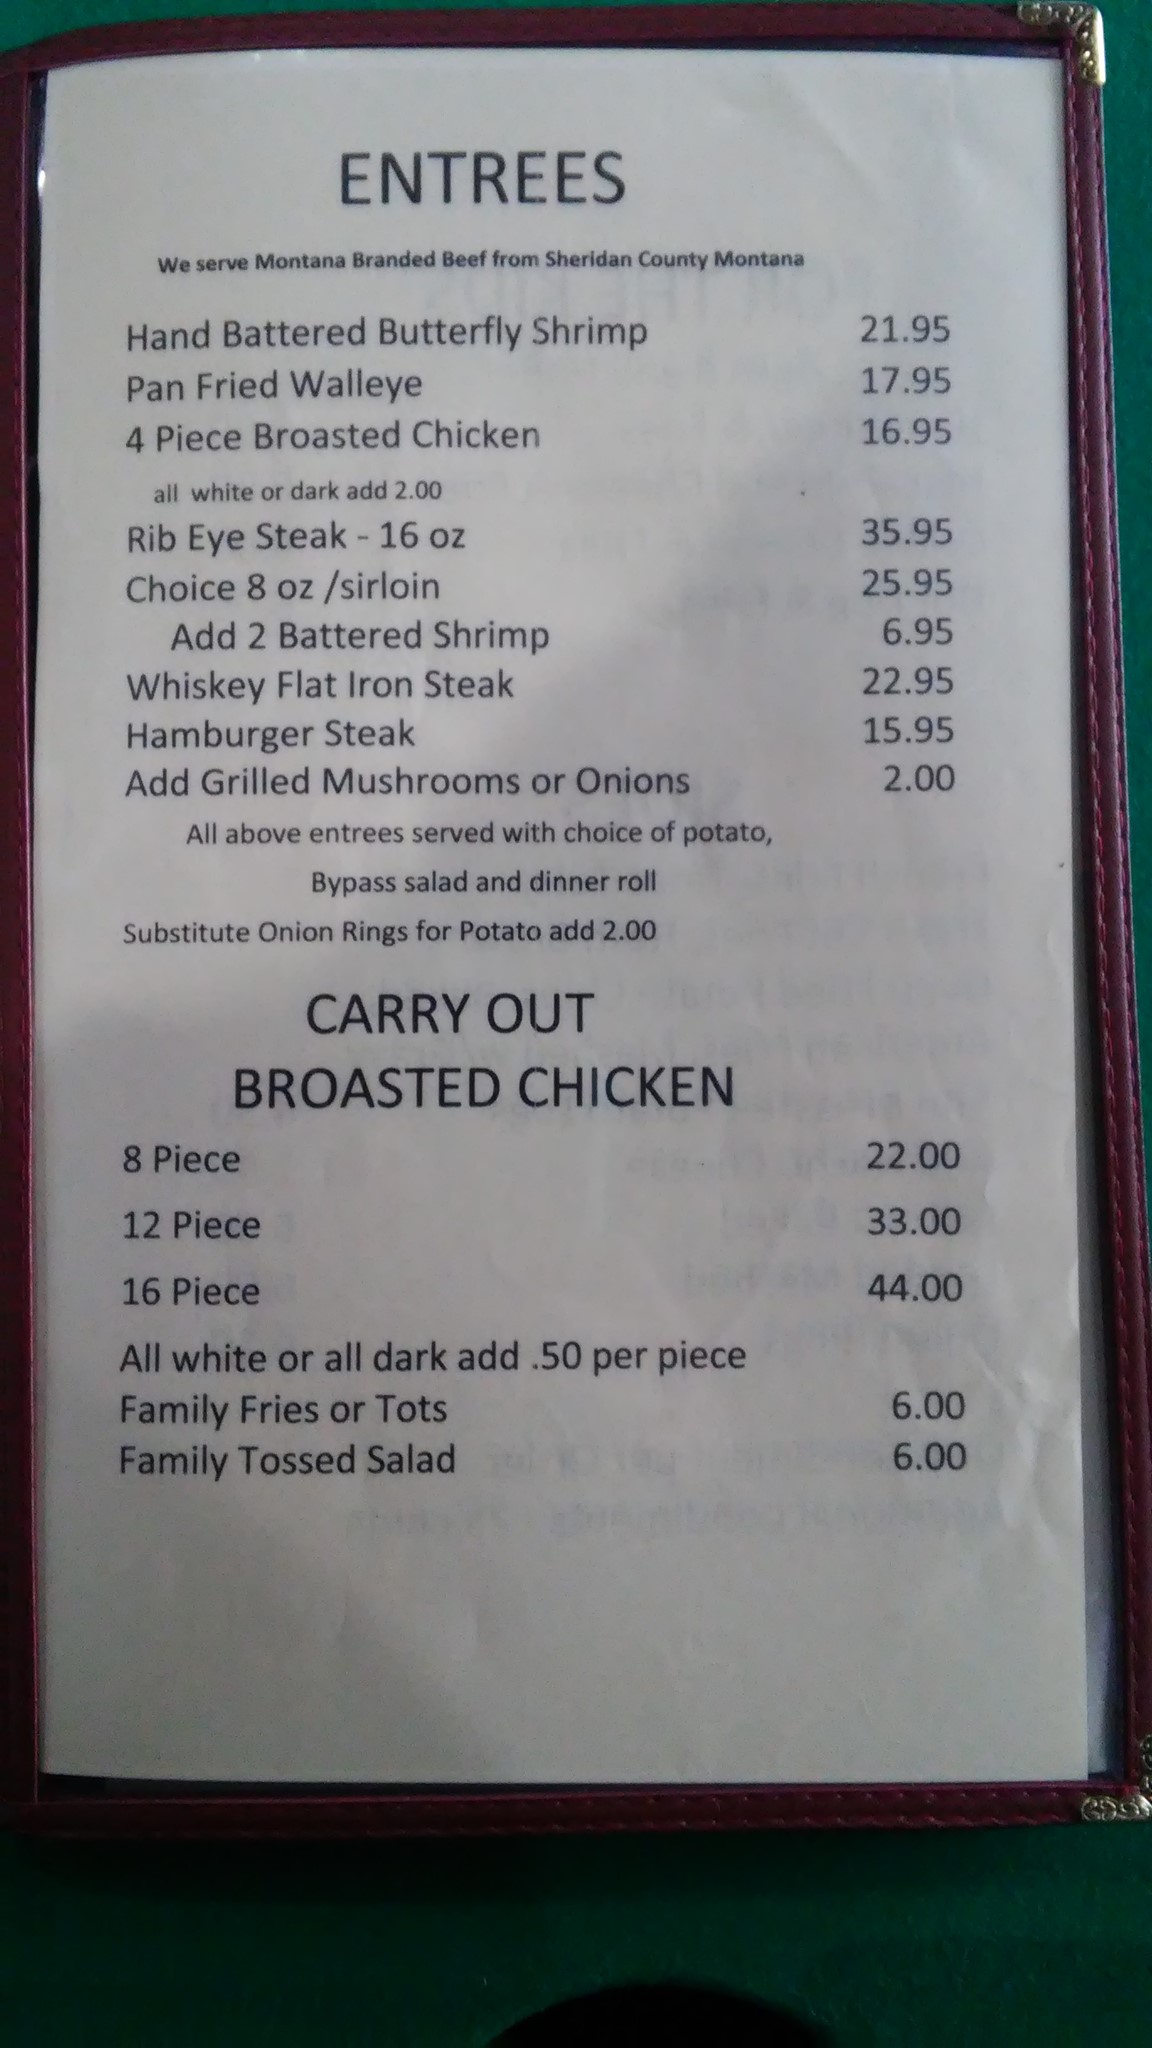 ENTREES
We serve Montana Branded Beef from Sheridan County Montana
Hand Battered Butterfly Shrimp 21.95
Pan Fried Walleye 17.95
4 Piece Broasted Chicken 16.95
all white or dark add 2.00
Rib Eye Steak - 16 oz 35.95
Choice 8 oz /sirloin 25.95
Add 2 Battered Shrimp 6.95
Whiskey Flat Iron Steak 22.95
Hamburger Steak 15.95
Add Grilled Mushrooms or Onions 2.00
All above entrees served with choice of potato,
Bypass salad and dinner roll
Substitute Onion Rings for Potato add 2.00
CARRY OUT
BROASTED CHICKEN
8 Piece 22.00
12 Piece 33.00
16 Piece 44.00
All white or all dark add .50 per piece
Family Fries or Tots 6.00
Family Tossed Salad 6.00